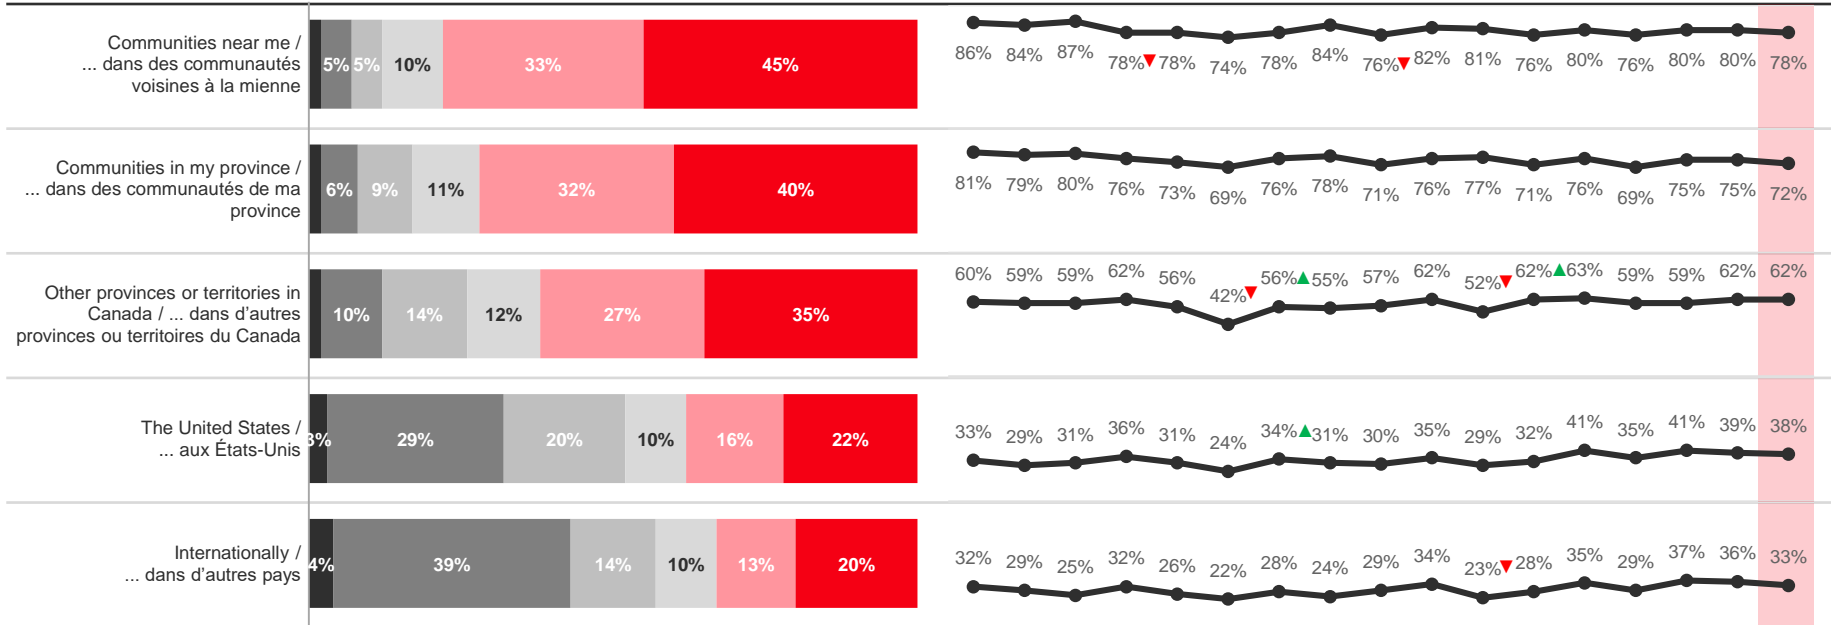 Communities near me /
... dans des communautés
voisines à la mienne
5% 5% 10% 33% 45%
86% 84% 87% 78% 78% 74% 78% 84% 76% 82% 81% 76% 80% 76% 80% 80% 78%
Communities in my province /
... dans des communautés de ma
province
6% 9% 11% 32% 40%
81% 79% 80% 76% 73% 69% 76% 78% 71% 76% 77% 71% 76% 69% 75% 75% 72%
Other provinces or territories in
Canada / ... dans d'autres
provinces ou territoires du Canada
10% 14% 12% 27% 35%
60% 59% 59% 62% 56% 42% 56% 55% 57% 62% 52% 62% 63% 59% 59% 62% 62%
The United States /
... aux États-Unis
3% 29% 20% 10% 16% 22%
33% 29% 31% 36% 31% 24% 34% 31% 30% 35% 29% 32% 41% 35% 41% 39% 38%
Internationally /
... dans d'autres pays
4% 39% 14% 10% 13% 20%
32% 29% 25% 32% 26% 22% 28% 24% 29% 34% 23% 28% 35% 29% 37% 36% 33%